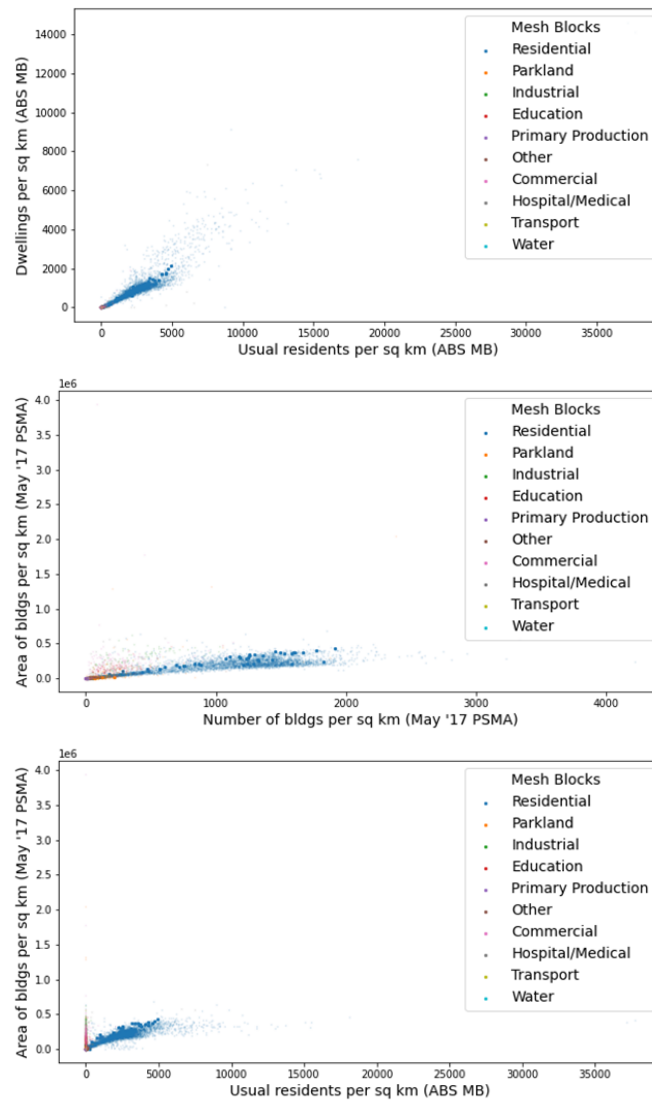 Mesh Blocks
Residential
Parkland
Industrial
Education
Primary Production
Other
Commercial
Hospital/Medical
Transport
Water
14000
12000
10000
8000
6000
4000
2000
0
Dwellings per sq km (ABS MB)
0 5000 10000 15000 20000 25000 30000 35000
Usual residents per sq km (ABS MB)
1e6
Mesh Blocks
Residential
Parkland
Industrial
Education
Primary Production
Other
Commercial
Hospital/Medical
Transport
Water
4.0
3.5
3.0
2.5
2.0
1.5
1.0
0.5
0.0
Area of bldgs per sq km (May '17 PSMA)
0 1000 2000 3000 4000
Number of bldgs per sq km (May '17 PSMA)
1e6
Mesh Blocks
Residential
Parkland
Industrial
Education
Primary Production
Other
Commercial
Hospital/Medical
Transport
Water
4.0
3.5
3.0
2.5
2.0
1.5
1.0
0.5
0.0
Area of bldgs per sq km (May '17 PSMA)
0 5000 10000 15000 20000 25000 30000 35000
Usual residents per sq km (ABS MB)